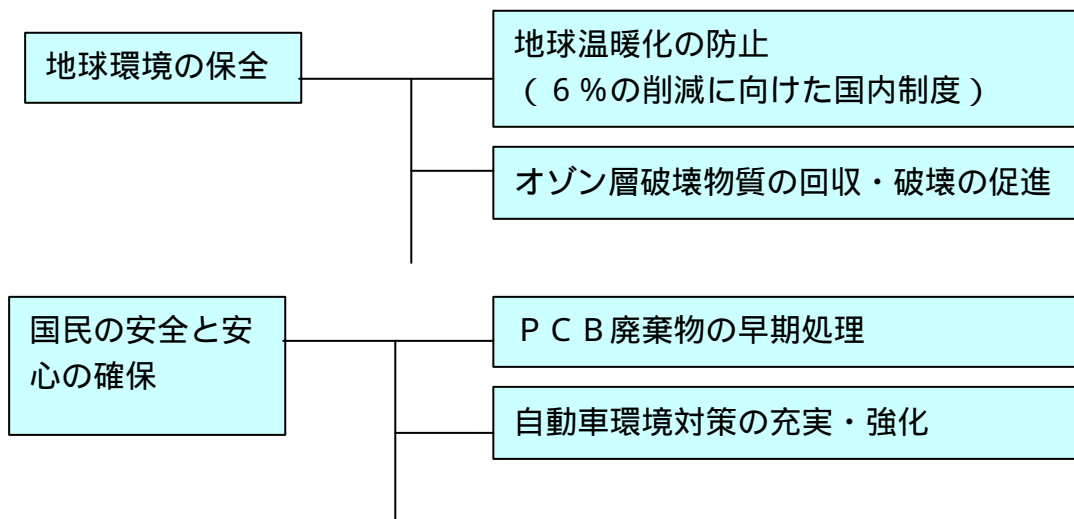 地球環境の保全
地球温暖化の防止
（６％の削減に向けた国内制度）
オゾン層破壊物質の回収・破壊の促進
国民の安全と安
心の確保
ＰＣＢ廃棄物の早期処理
自動車環境対策の充実・強化